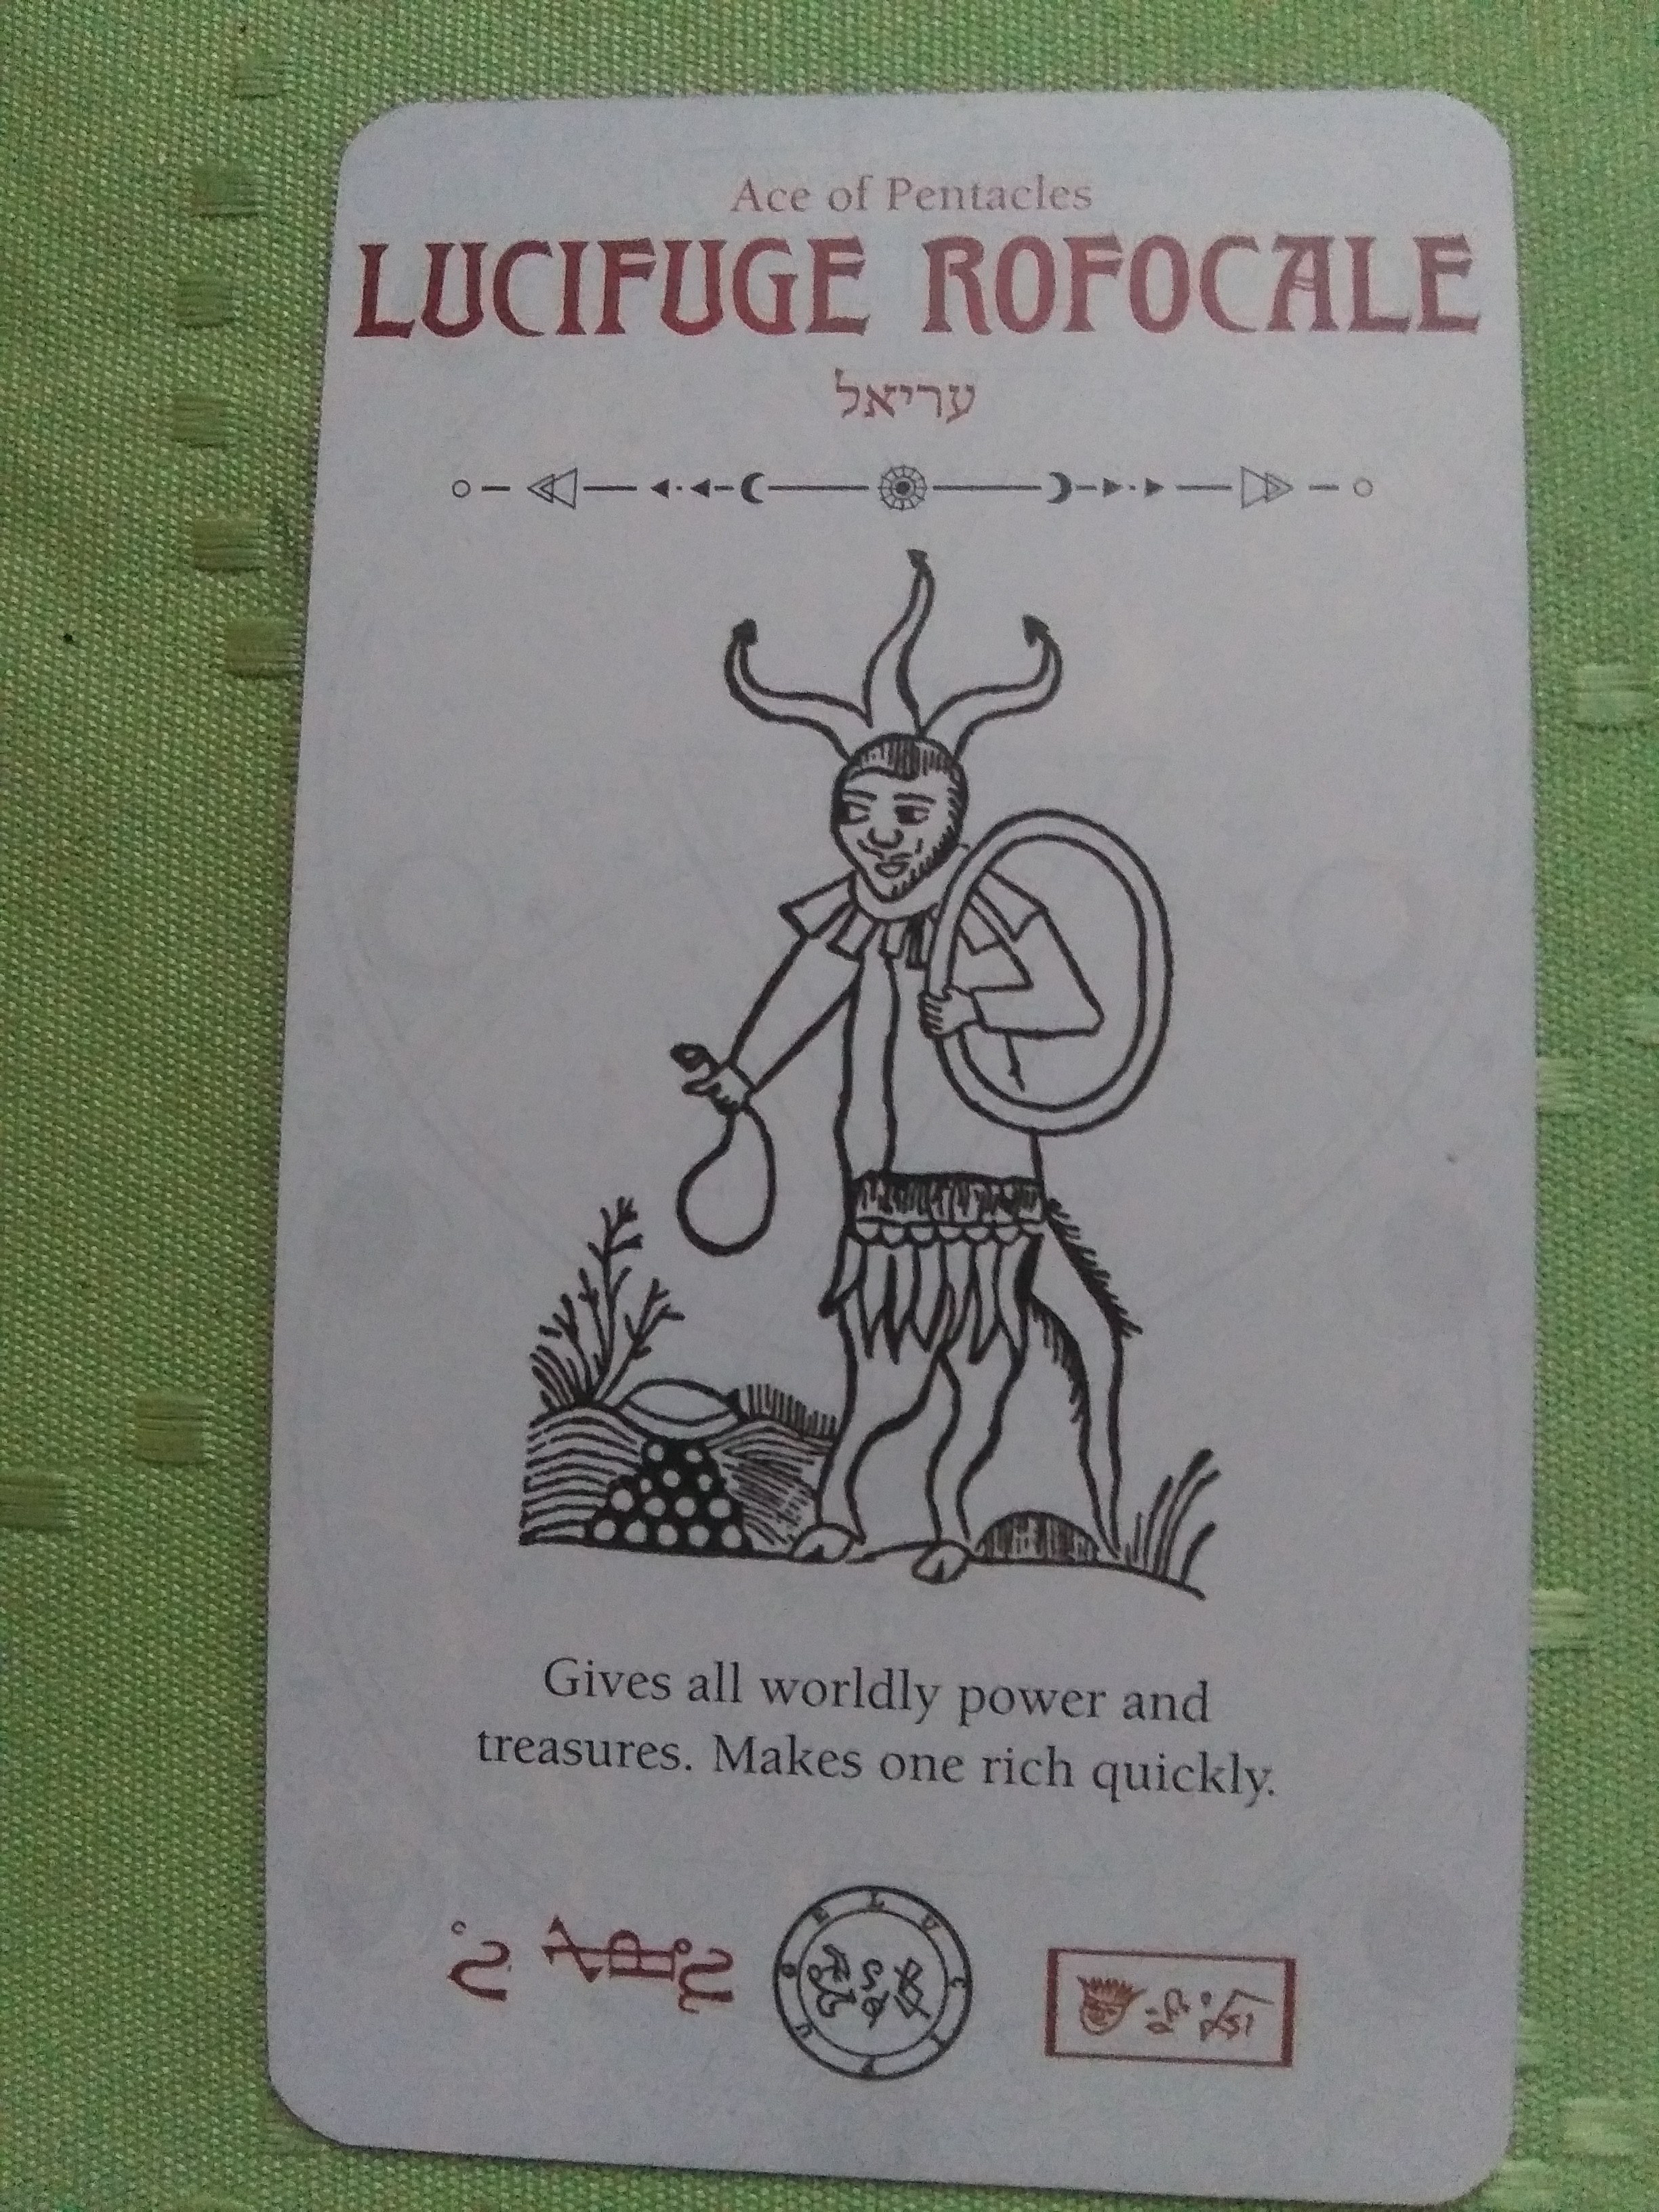 Ace of Pentacles
LUCIFUGE ROFOCALE
עריאל
Gives all worldly power and
treasures. Makes one rich quickly.